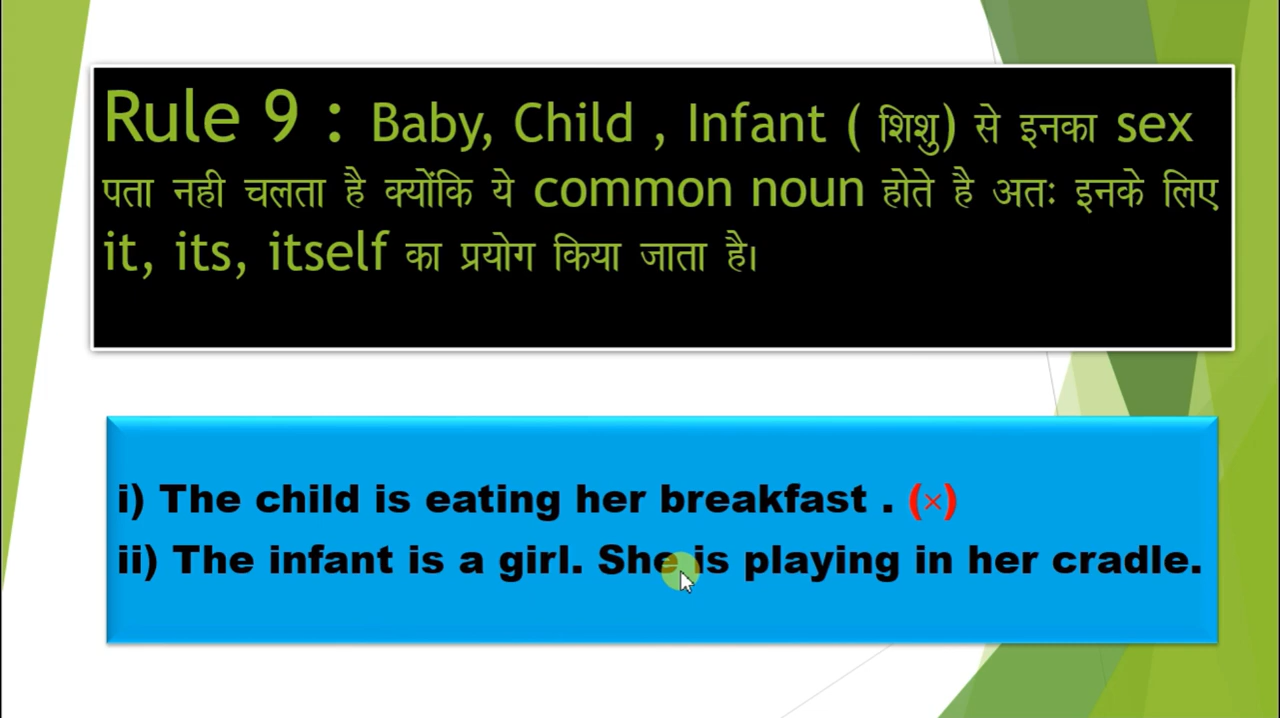 Rule 9 : Baby, Child , Infant ( शिशु) से इनका sex
पता नही चलता है क्योंकि ये common noun होते है अतः इनके लिए
it, its, itself का प्रयोग किया जाता है।
i) The child is eating her breakfast . (×)
ii) The infant is a girl. She is playing in her cradle.